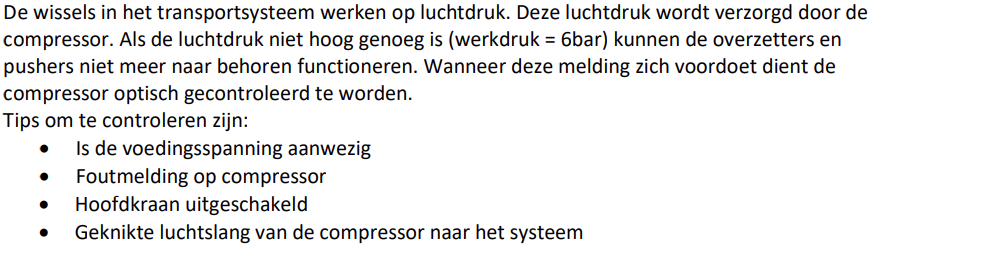 De wissels in het transportsysteem werken op luchtdruk. Deze luchtdruk wordt verzorgd door de
compressor. Als de luchtdruk niet hoog genoeg is (werkdruk = 6bar) kunnen de overzetters en
pushers niet meer naar behoren functioneren. Wanneer deze melding zich voordoet dient de
compressor optisch gecontroleerd te worden.
Tips om te controleren zijn:
• Is de voedingsspanning aanwezig
• Foutmelding op compressor
• Hoofdkraan uitgeschakeld
• Geknikte luchtslang van de compressor naar het systeem